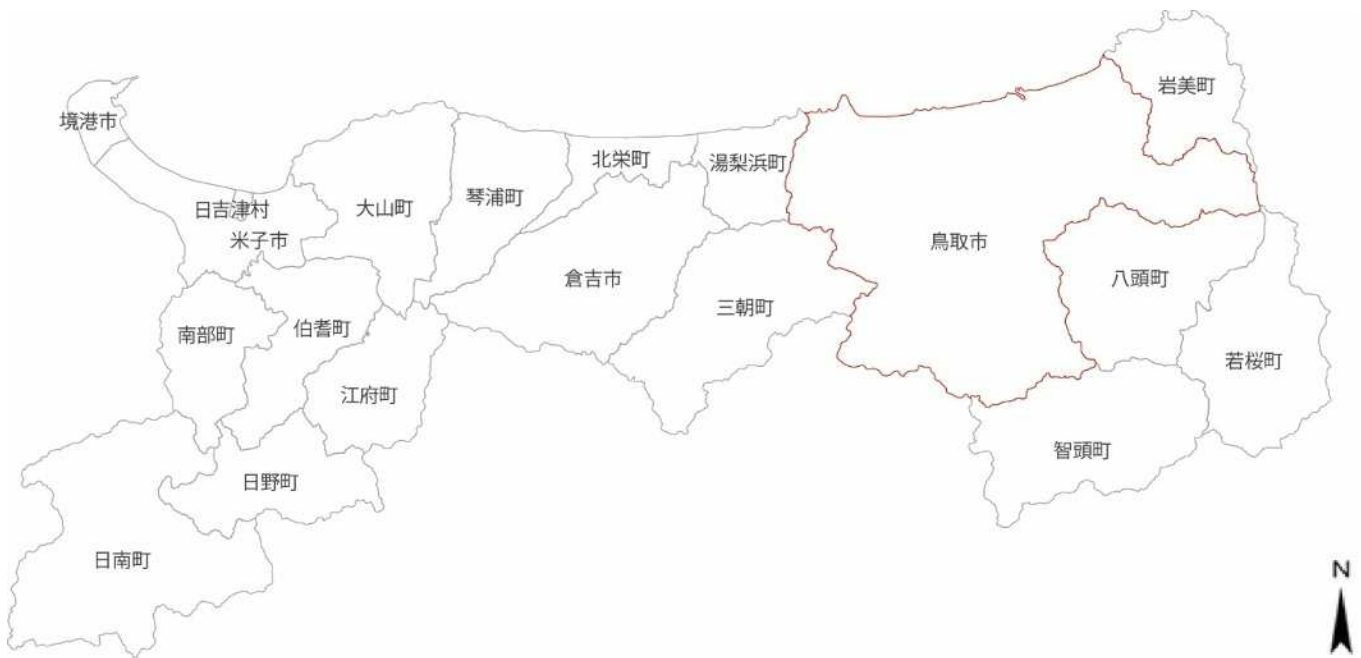 岩美町
境港市
北栄町
湯梨浜町
琴浦町
大山町
日吉津村
米子市
鳥取市
倉吉市
八頭町
三朝町
南部町
伯耆町
若桜町
江府町
智頭町
日野町
日南町
N